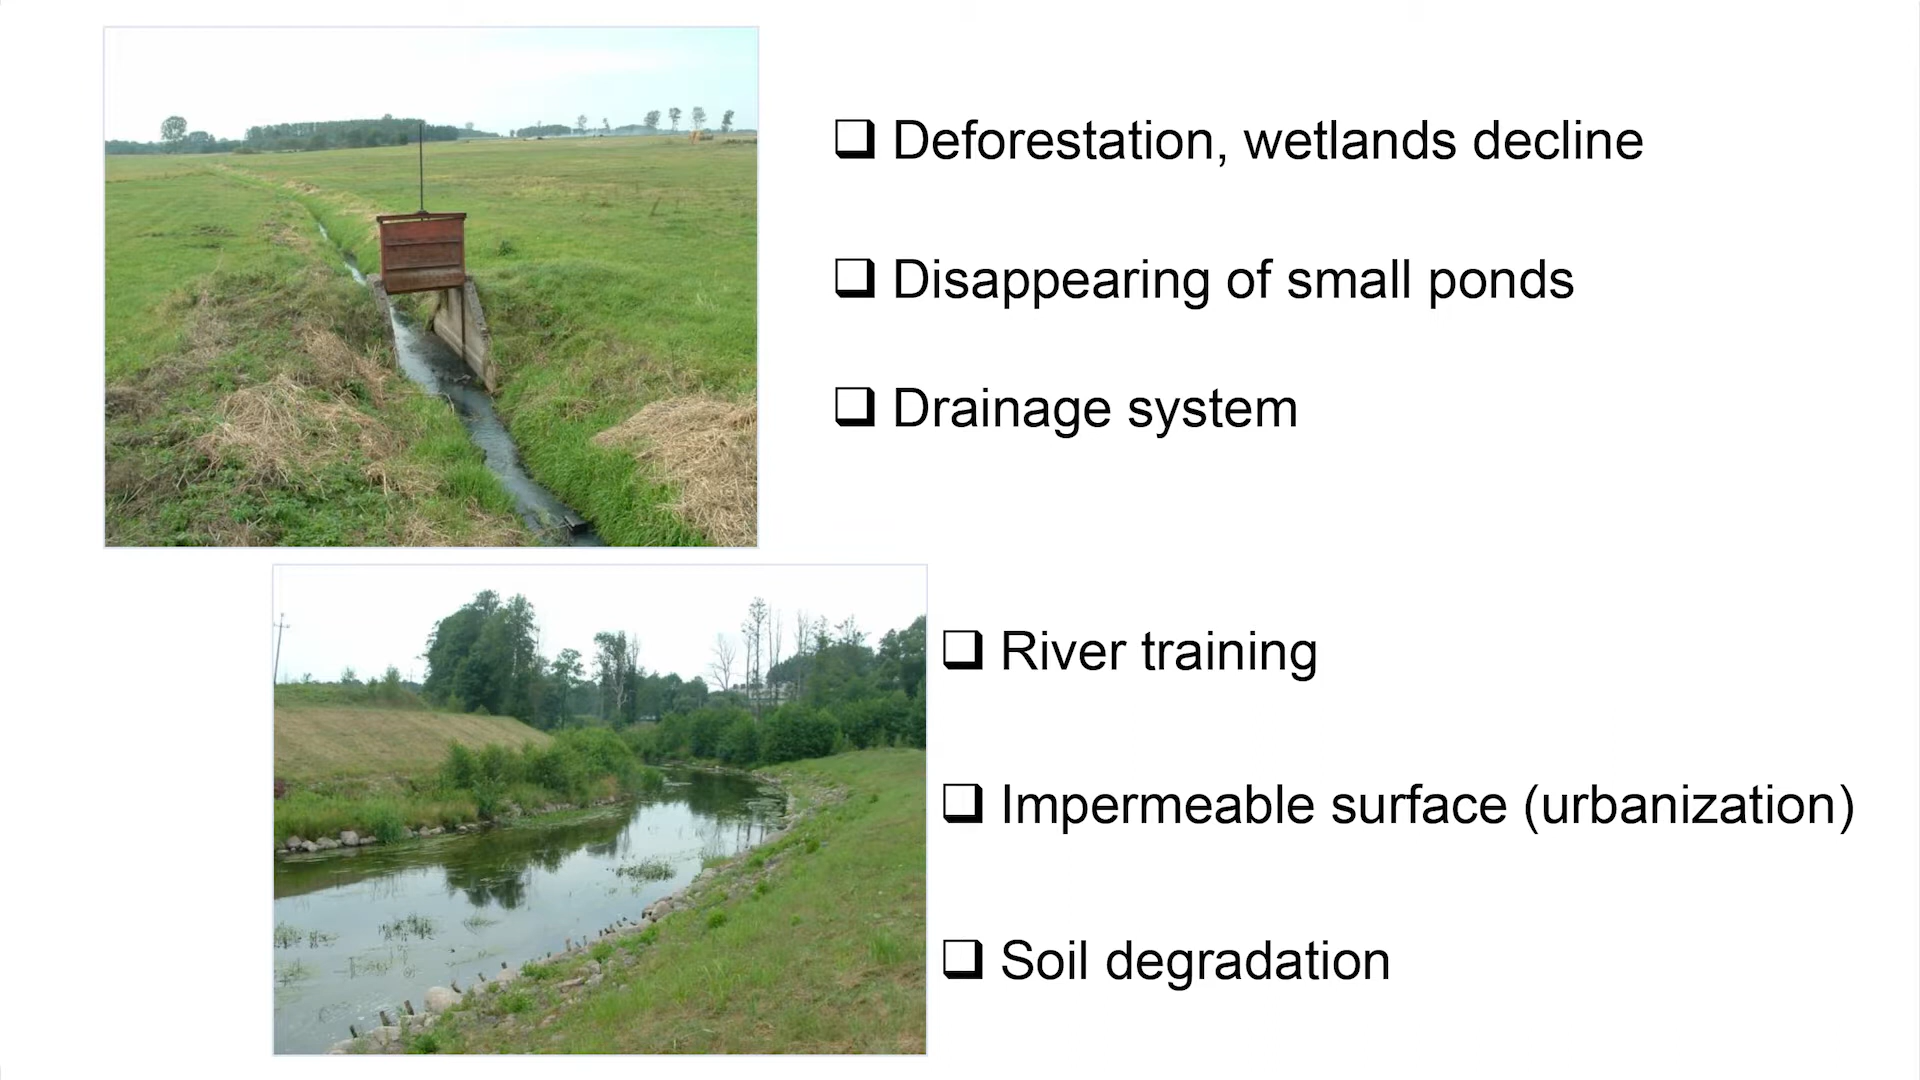 Deforestation, wetlands decline
Disappearing of small ponds
Drainage system
River training
Impermeable surface (urbanization)
Soil degradation